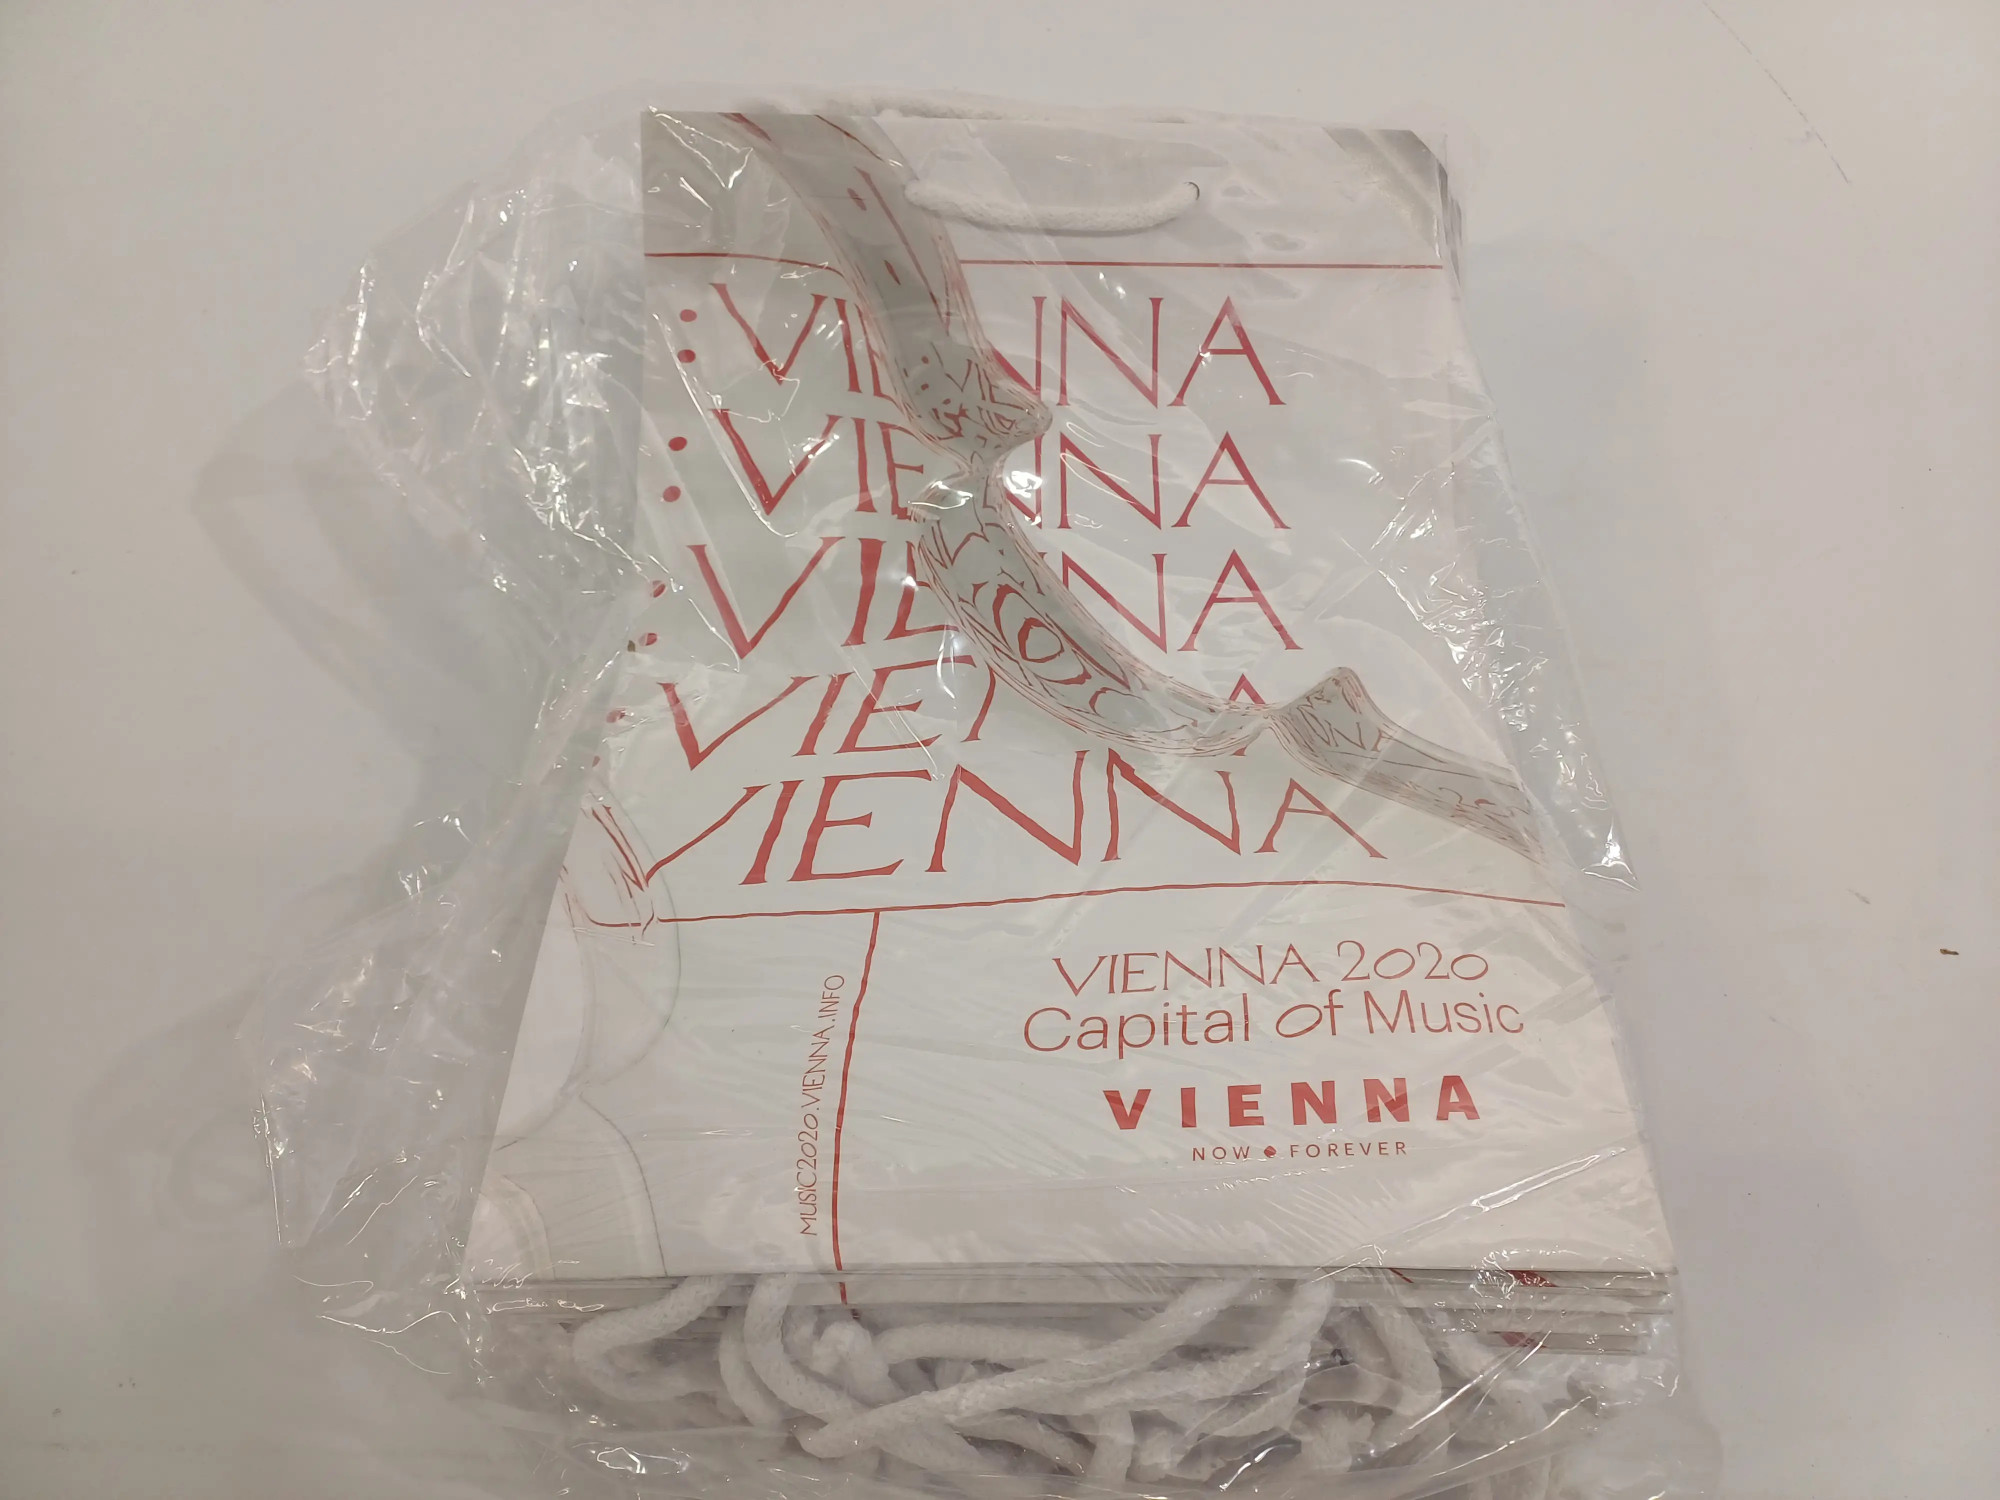 : VIENNA
: VIENNA
: VIENNA
: VIENNA
VIENNA
MUSIC2020.VIENNA.INFO
VIENNA 2020
Capital of Music
VIENNA
NOW • FOREVER